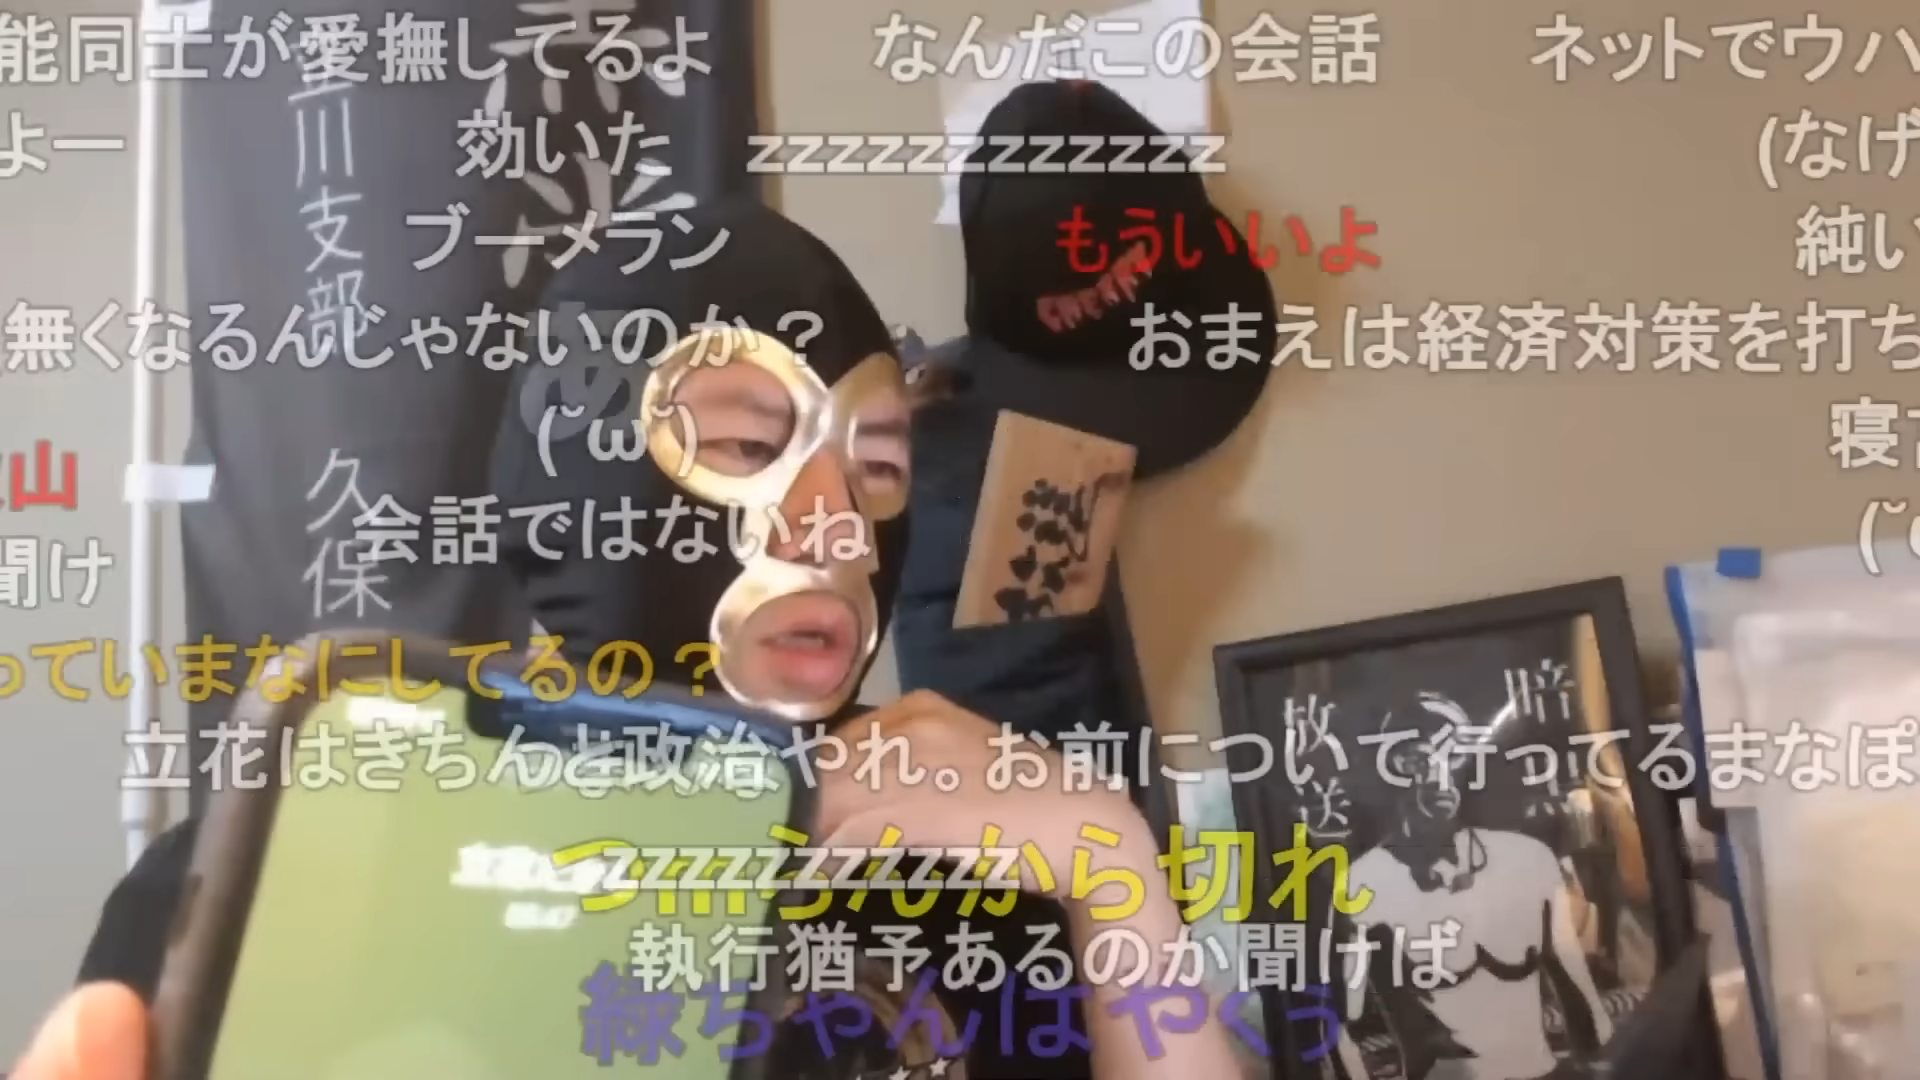 能同士が愛撫してるよ
なんだこの会話
ネットでウハ
よー
効いた
zzzzzzzzzzzz
(なげ
ブーメラン
もういいよ
純い
無くなるんじゃないのか？
おまえは経済対策を打ち
(˘ω˘)
山
会話ではないね
聞け
っていまなにしてるの？
立花はきちんと政治やれ。お前について行ってるまなぽ
らんから切れ
zzzzzzzzzzz
執行猶予あるのか聞けば
緑ちゃんはやくぅ
川支部
久保
放送
暗